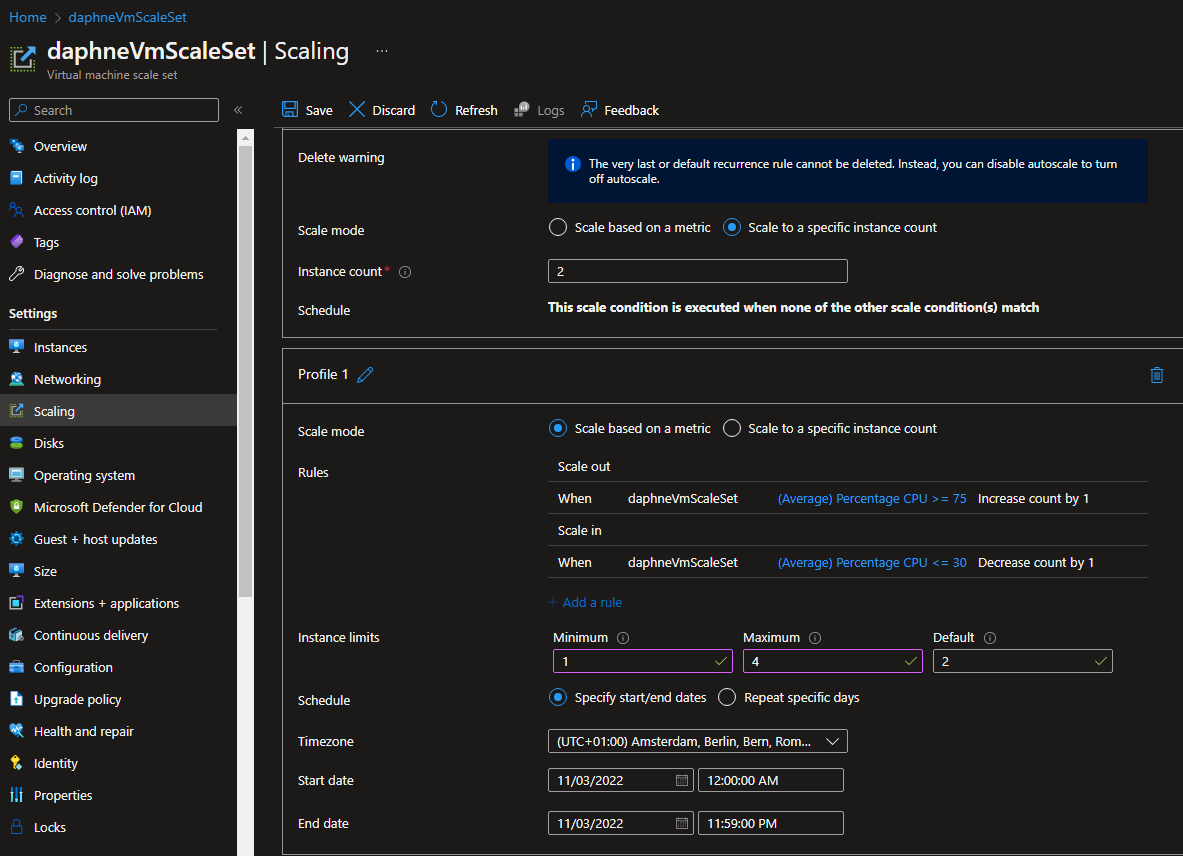 Home > daphneVmScaleSet
daphneVmScaleSet | Scaling ...
Virtual machine scale set
Search «
Overview
Activity log
Access control (IAM)
Tags
Diagnose and solve problems
Settings
Instances
Networking
Scaling
Disks
Operating system
Microsoft Defender for Cloud
Guest + host updates
Size
Extensions + applications
Continuous delivery
Configuration
Upgrade policy
Health and repair
Identity
Properties
Locks
Save Discard Refresh Logs Feedback
Delete warning
The very last or default recurrence rule cannot be deleted. Instead, you can disable autoscale to turn
off autoscale.
Scale mode Scale based on a metric Scale to a specific instance count
Instance count* 2
Schedule This scale condition is executed when none of the other scale condition(s) match
Profile 1
Scale mode Scale based on a metric Scale to a specific instance count
Rules
Scale out
When daphneVmScaleSet (Average) Percentage CPU >= 75 Increase count by 1
Scale in
When daphneVmScaleSet (Average) Percentage CPU <= 30 Decrease count by 1
+ Add a rule
Instance limits Minimum Maximum Default
1 4 2
Schedule Specify start/end dates Repeat specific days
Timezone (UTC+01:00) Amsterdam, Berlin, Bern, Rom...
Start date 11/03/2022 12:00:00 AM
End date 11/03/2022 11:59:00 PM